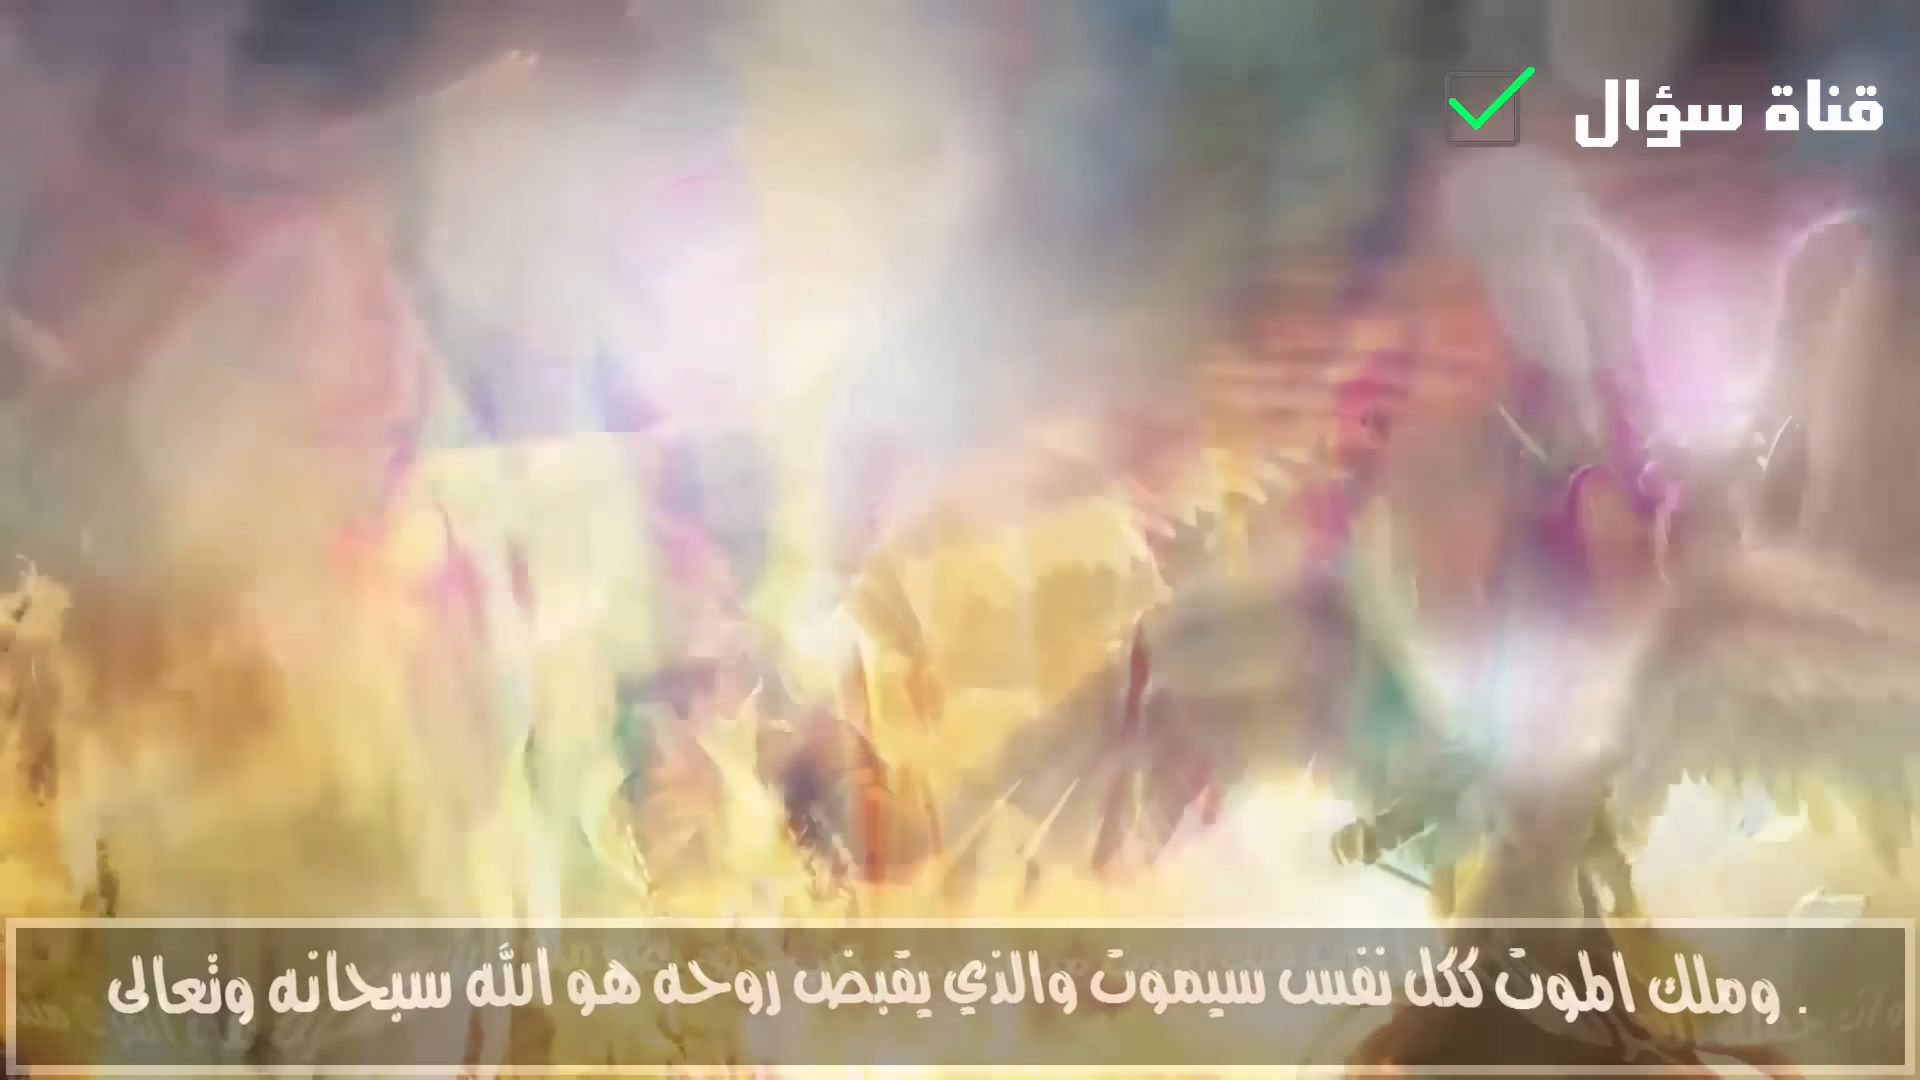 قناة سؤال
وملك الموت ككل نفس سيموت والذي يقبض روحه هو الله سبحانه وتعالى .